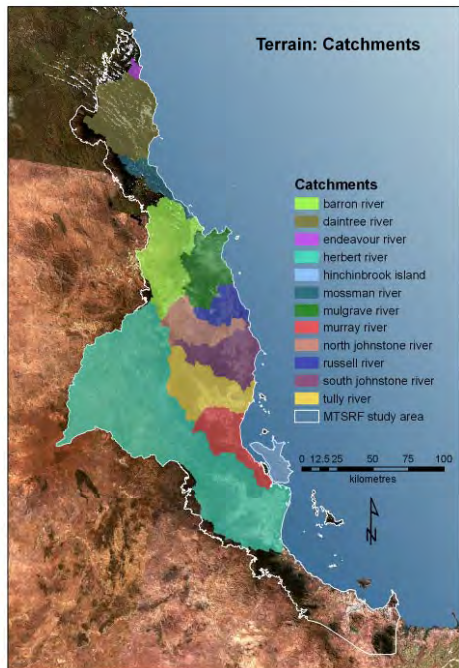 Terrain: Catchments
Catchments
barron river
daintree river
endeavour river
herbert river
hinchinbrook island
mossman river
mulgrave river
murray river
north johnstone river
russell river
south johnstone river
tully river
MTSRF study area
0 12.5 25 50 75 100
kilometres
N